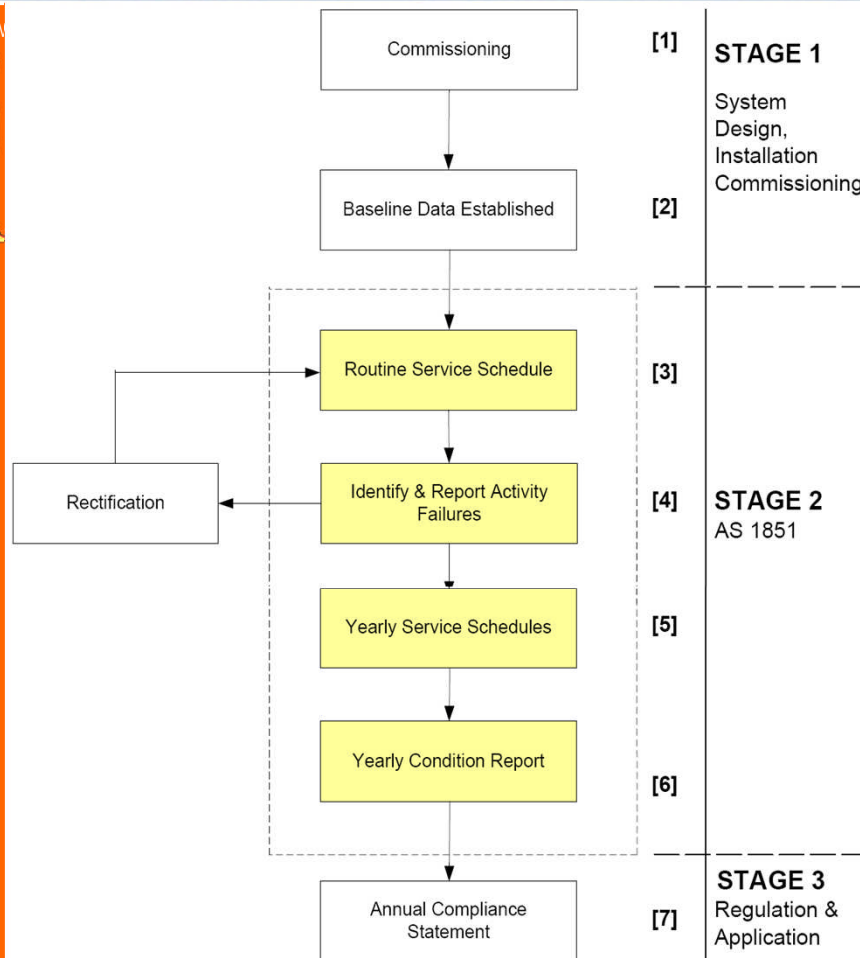 Commissioning
[1]
STAGE 1
System
Design,
Installation
Commissioning
Baseline Data Established
[2]
Routine Service Schedule
[3]
Rectification
Identify & Report Activity
Failures
[4]
STAGE 2
AS 1851
Yearly Service Schedules
[5]
Yearly Condition Report
[6]
Annual Compliance
Statement
[7]
STAGE 3
Regulation &
Application